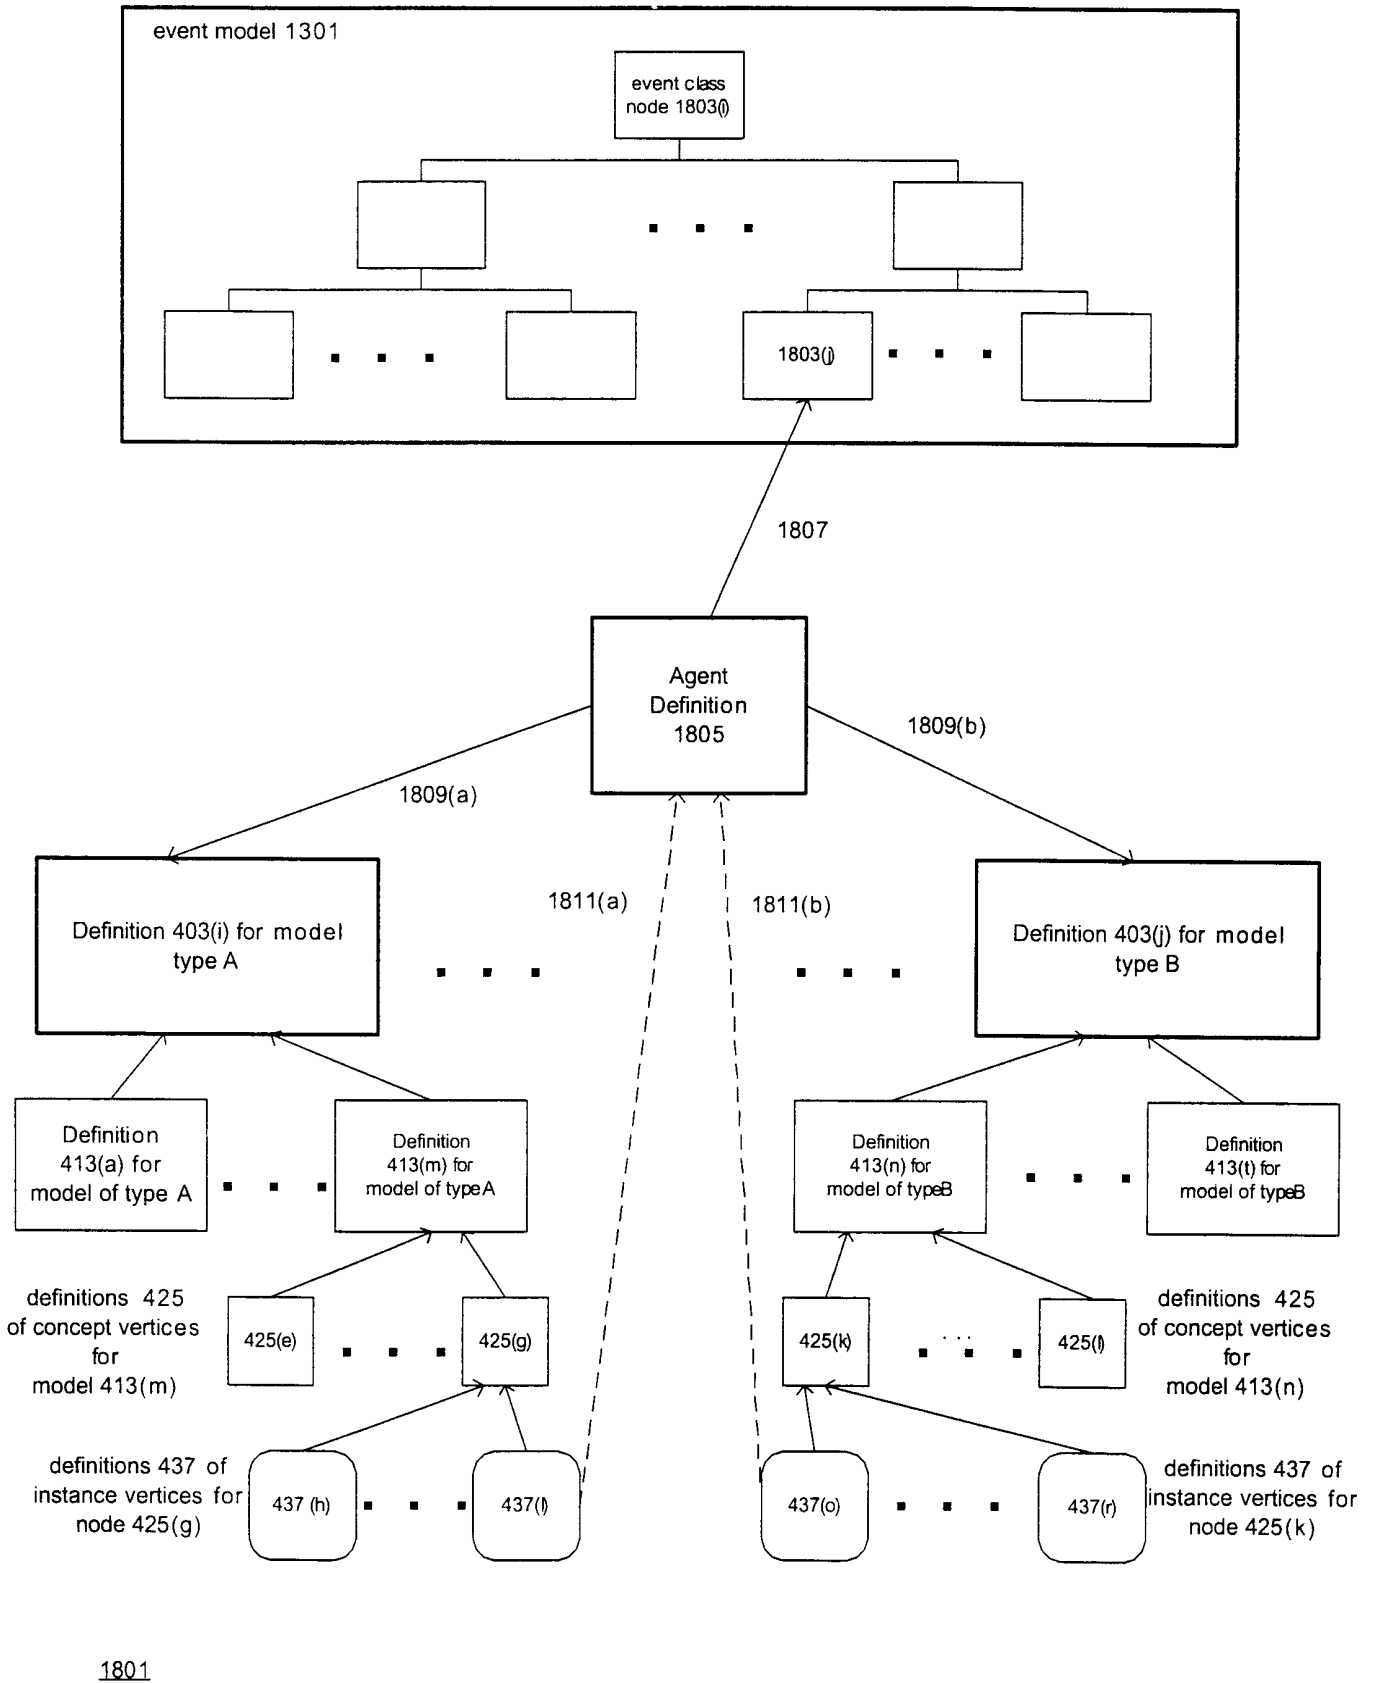 event model 1301
event class
node 1803(i)
1803(j)
1807
Agent
Definition
1805
1809(a)
1809(b)
1811(a)
1811(b)
Definition 403(i) for model
type A
Definition 403(j) for model
type B
Definition
413(a) for
model of type A
Definition
413(m) for
model of type A
Definition
413(n) for
model of type B
Definition
413(t) for
model of type B
definitions 425
of concept vertices
for
model 413(m)
425(e)
425(g)
425(k)
425(l)
definitions 425
of concept vertices
for
model 413(n)
definitions 437 of
instance vertices for
node 425(g)
437 (h)
437(l)
437(o)
437(r)
definitions 437 of
instance vertices for
node 425(k)
1801